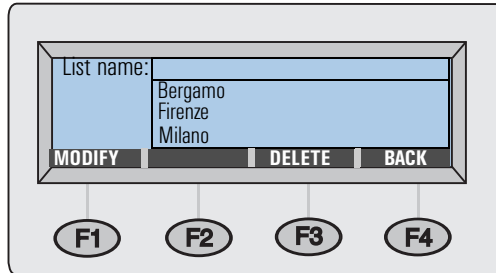 List name:
Bergamo
Firenze
Milano
MODIFY DELETE BACK
F1 F2 F3 F4